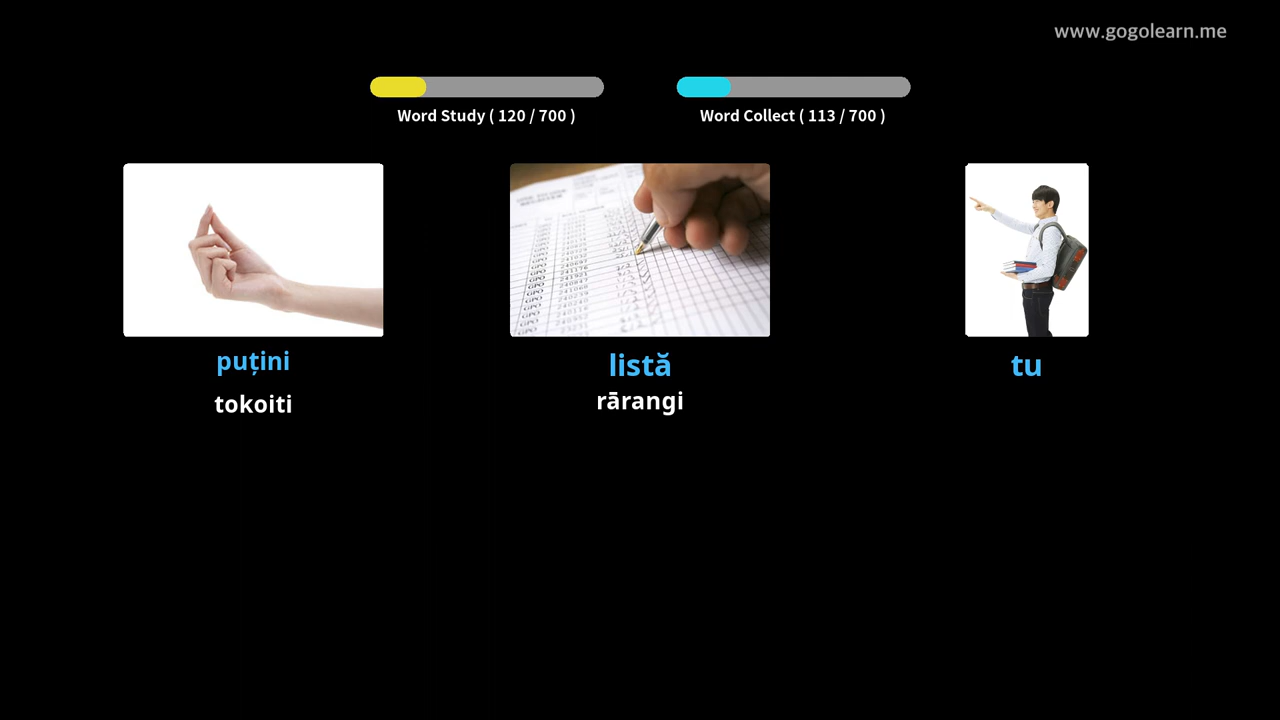 www.gogolearn.me
Word Study ( 120 / 700 )
Word Collect ( 113 / 700 )
puțini
tokoiti
listă
rārangi
tu